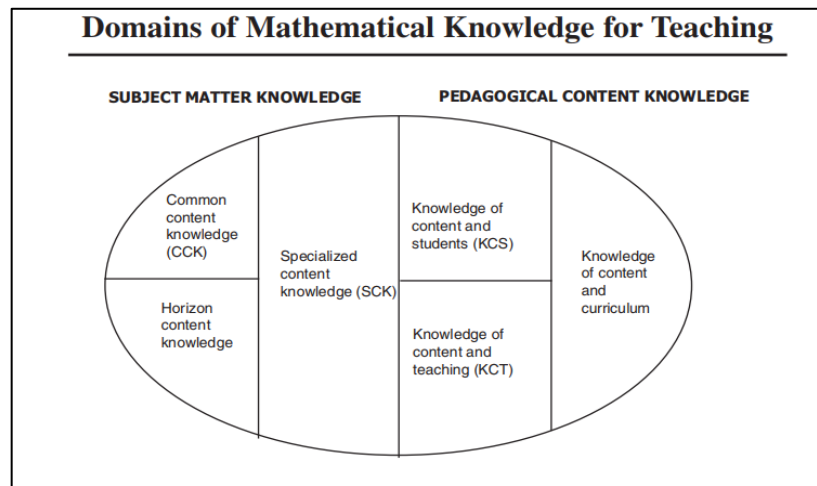 Domains of Mathematical Knowledge for Teaching
SUBJECT MATTER KNOWLEDGE
PEDAGOGICAL CONTENT KNOWLEDGE
Common
content
knowledge
(CCK)
Horizon
content
knowledge
Specialized
content
knowledge (SCK)
Knowledge of
content and
students (KCS)
Knowledge of
content and
teaching (KCT)
Knowledge
of content
and
curriculum